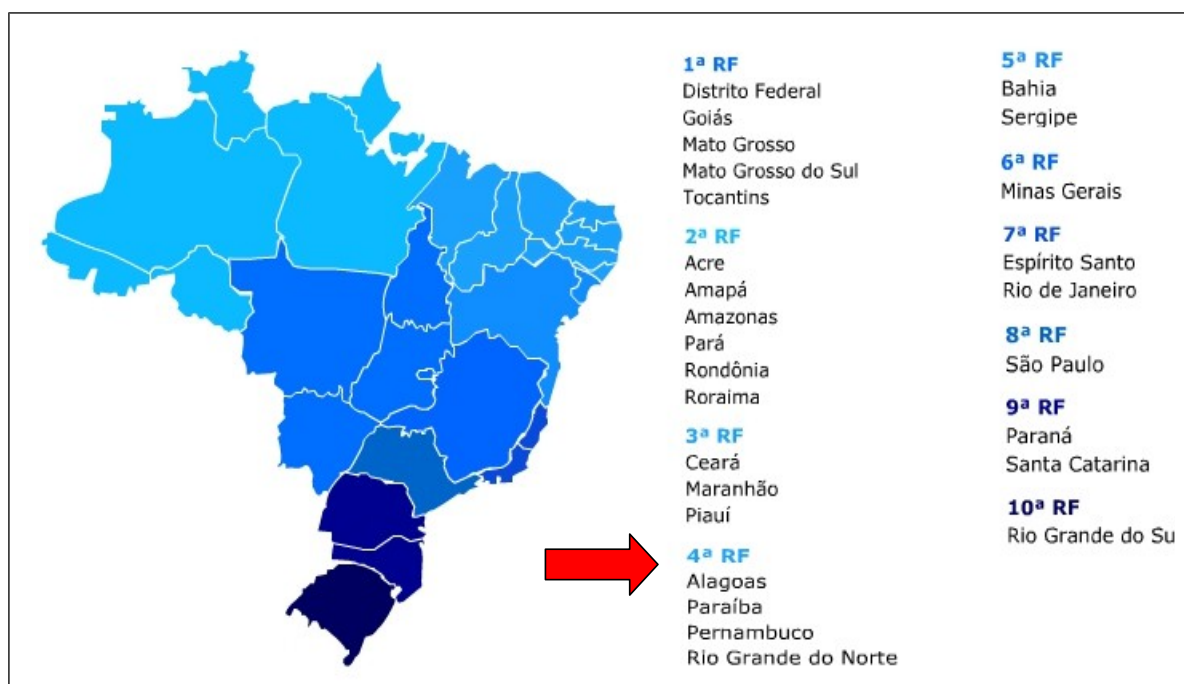 1ª RF
Distrito Federal
Goiás
Mato Grosso
Mato Grosso do Sul
Tocantins
2ª RF
Acre
Amapá
Amazonas
Pará
Rondônia
Roraima
3ª RF
Ceará
Maranhão
Piauí
4ª RF
Alagoas
Paraíba
Pernambuco
Rio Grande do Norte
5ª RF
Bahia
Sergipe
6ª RF
Minas Gerais
7ª RF
Espírito Santo
Rio de Janeiro
8ª RF
São Paulo
9ª RF
Paraná
Santa Catarina
10ª RF
Rio Grande do Su